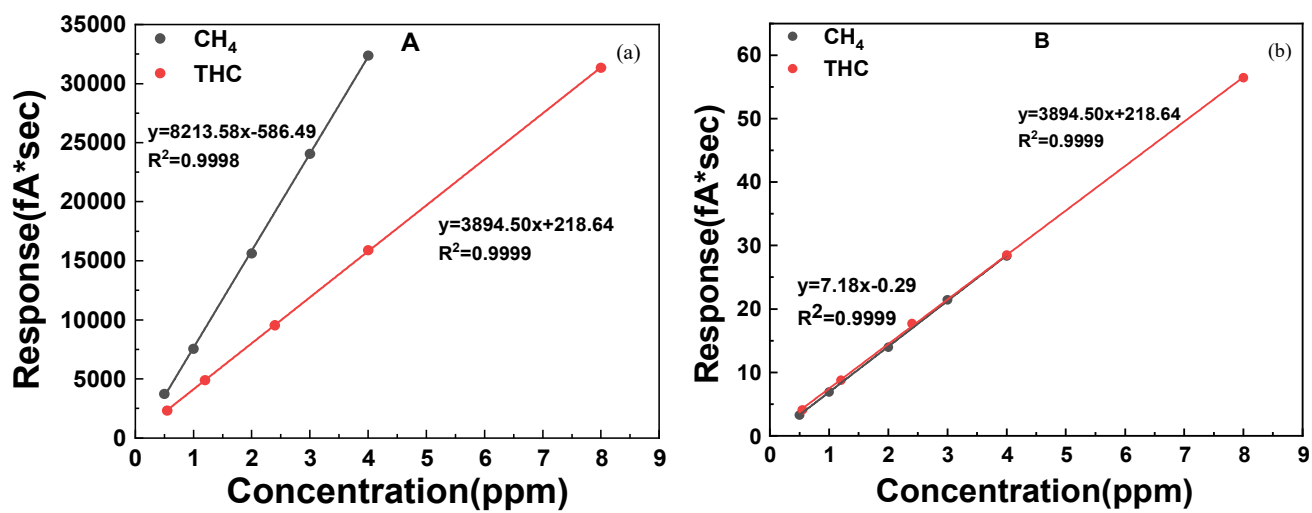 A
(a)
CH₄
THC
y=8213.58x-586.49
R²=0.9998
y=3894.50x+218.64
R²=0.9999
Response(fA*sec)
35000
30000
25000
20000
15000
10000
5000
0
0 1 2 3 4 5 6 7 8 9
Concentration(ppm)
B
(b)
CH₄
THC
y=3894.50x+218.64
R²=0.9999
y=7.18x-0.29
R²=0.9999
Response(fA*sec)
60
50
40
30
20
10
0
0 1 2 3 4 5 6 7 8 9
Concentration(ppm)